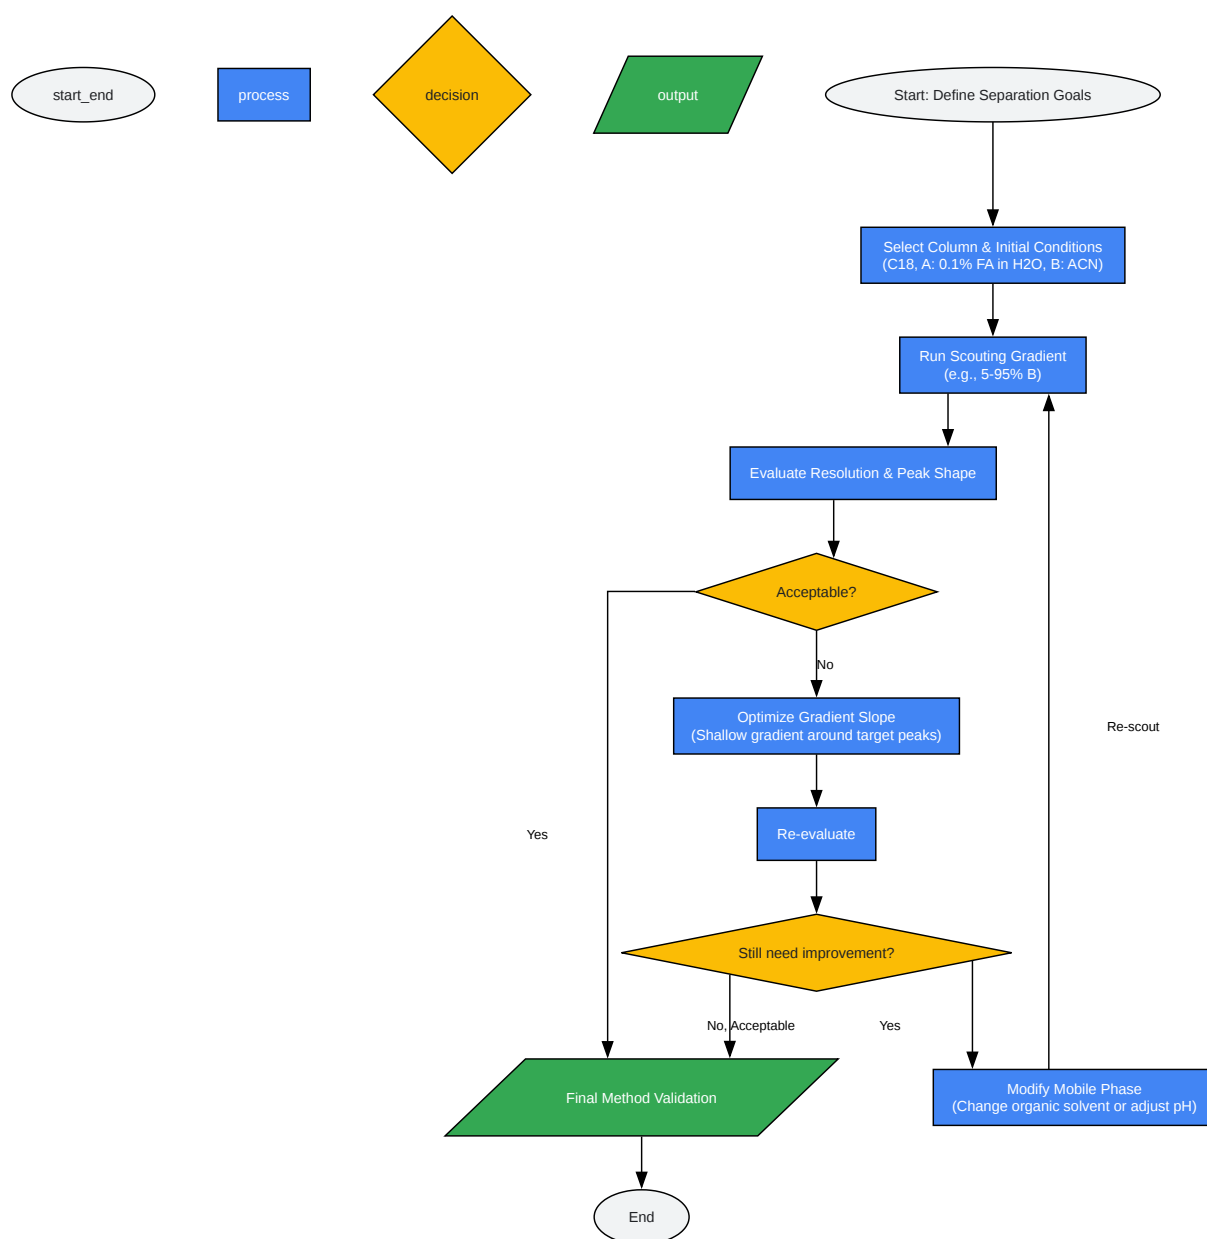 start_end
process
decision
output
Start: Define Separation Goals
Select Column & Initial Conditions
(C18, A: 0.1% FA in H2O, B: ACN)
Run Scouting Gradient
(e.g., 5-95% B)
Evaluate Resolution & Peak Shape
Acceptable?
No
Optimize Gradient Slope
(Shallow gradient around target peaks)
Re-scout
Yes
Re-evaluate
Still need improvement?
No, Acceptable
Yes
Final Method Validation
Modify Mobile Phase
(Change organic solvent or adjust pH)
End